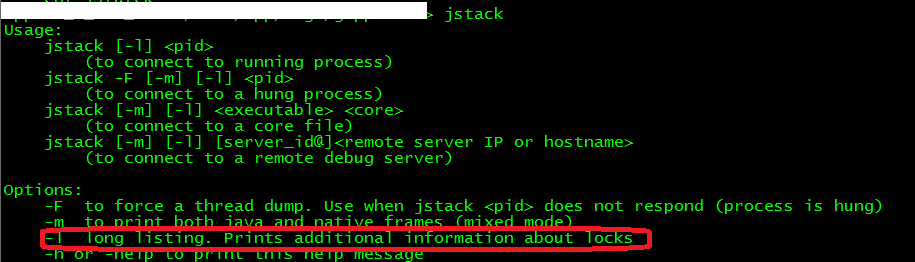 > jstack
Usage:
jstack [-l] <pid>
(to connect to running process)
jstack -F [-m] [-l] <pid>
(to connect to a hung process)
jstack [-m] [-l] <executable> <core>
(to connect to a core file)
jstack [-m] [-l] [server_id@]<remote server IP or hostname>
(to connect to a remote debug server)
Options:
-F to force a thread dump. Use when jstack <pid> does not respond (process is hung)
-m to print both java and native frames (mixed mode)
-l long listing. Prints additional information about locks
-h or -help to print this help message